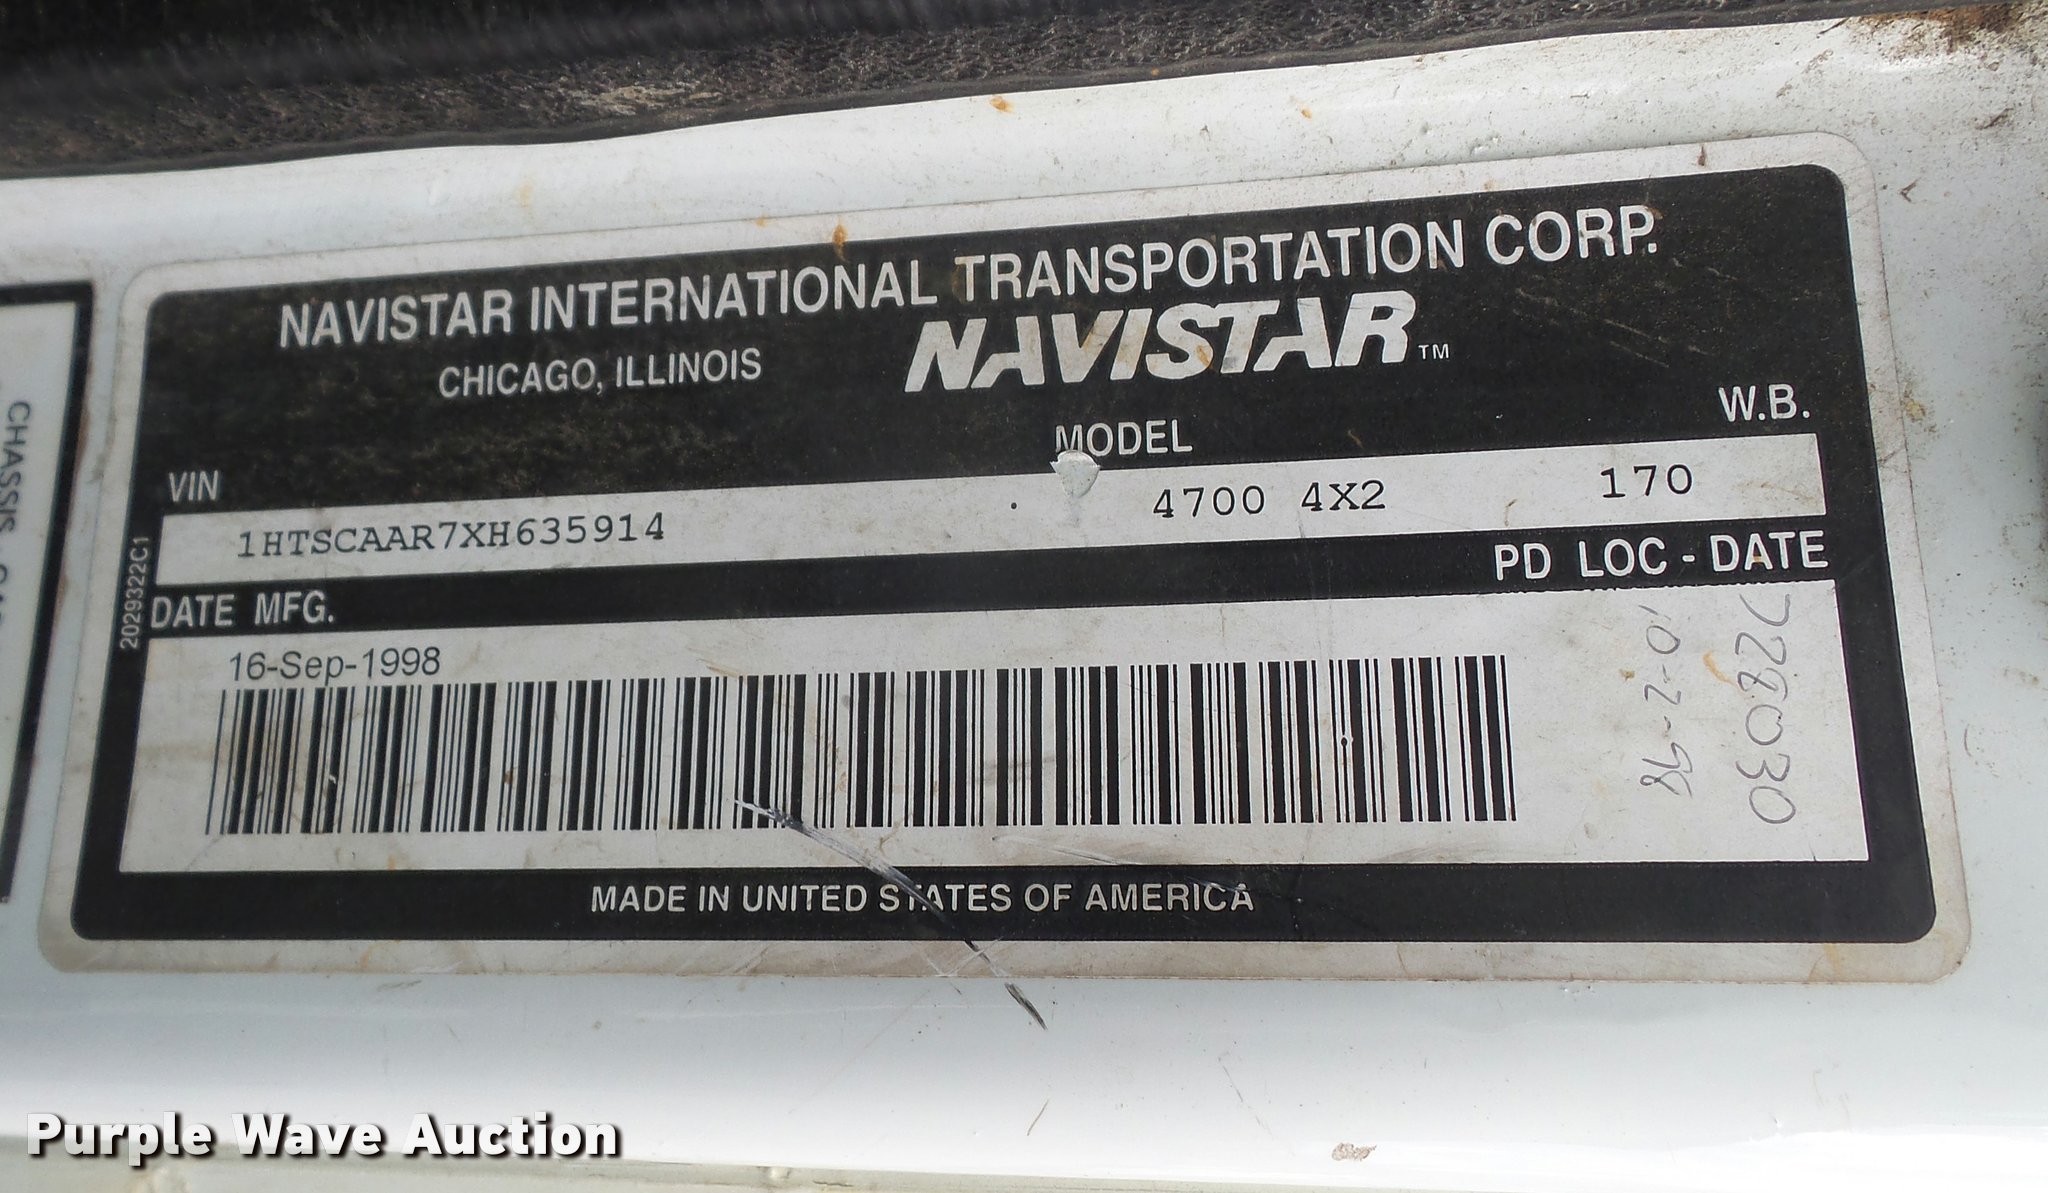 NAVISTAR INTERNATIONAL TRANSPORTATION CORP.
CHICAGO, ILLINOIS
NAVISTAR™
VIN
MODEL
W.B.
1HTSCAAR7XH635914
4700 4X2
170
DATE MFG.
PD LOC - DATE
16-Sep-1998
728030
10-2-98
2029322C1
MADE IN UNITED STATES OF AMERICA
CHASSIS
Purple Wave Auction